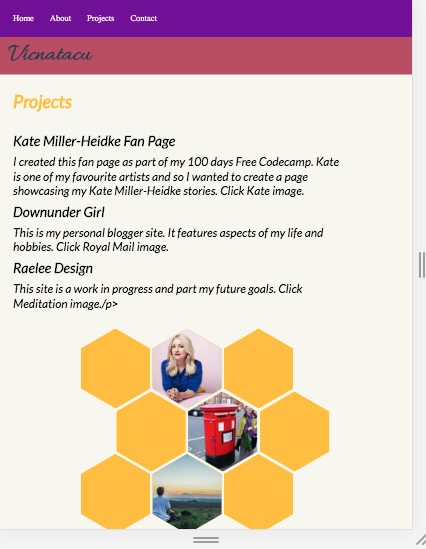 Home About Projects Contact
Vicnatacu
Projects
Kate Miller-Heidke Fan Page
I created this fan page as part of my 100 days Free Codecamp. Kate
is one of my favourite artists and so I wanted to create a page
showcasing my Kate Miller-Heidke stories. Click Kate image.
Downunder Girl
This is my personal blogger site. It features aspects of my life and
hobbies. Click Royal Mail image.
Raelee Design
This site is a work in progress and part my future goals. Click
Meditation image./p>